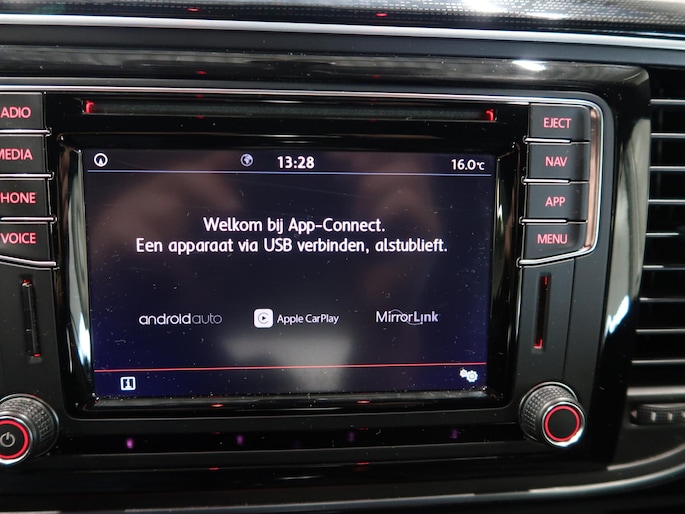 ADIO
MEDIA
PHONE
VOICE
EJECT
NAV
APP
MENU
13:28
16.0°C
Welkom bij App-Connect.
Een apparaat via USB verbinden, alstublieft.
androidauto
Apple CarPlay
MirrorLink